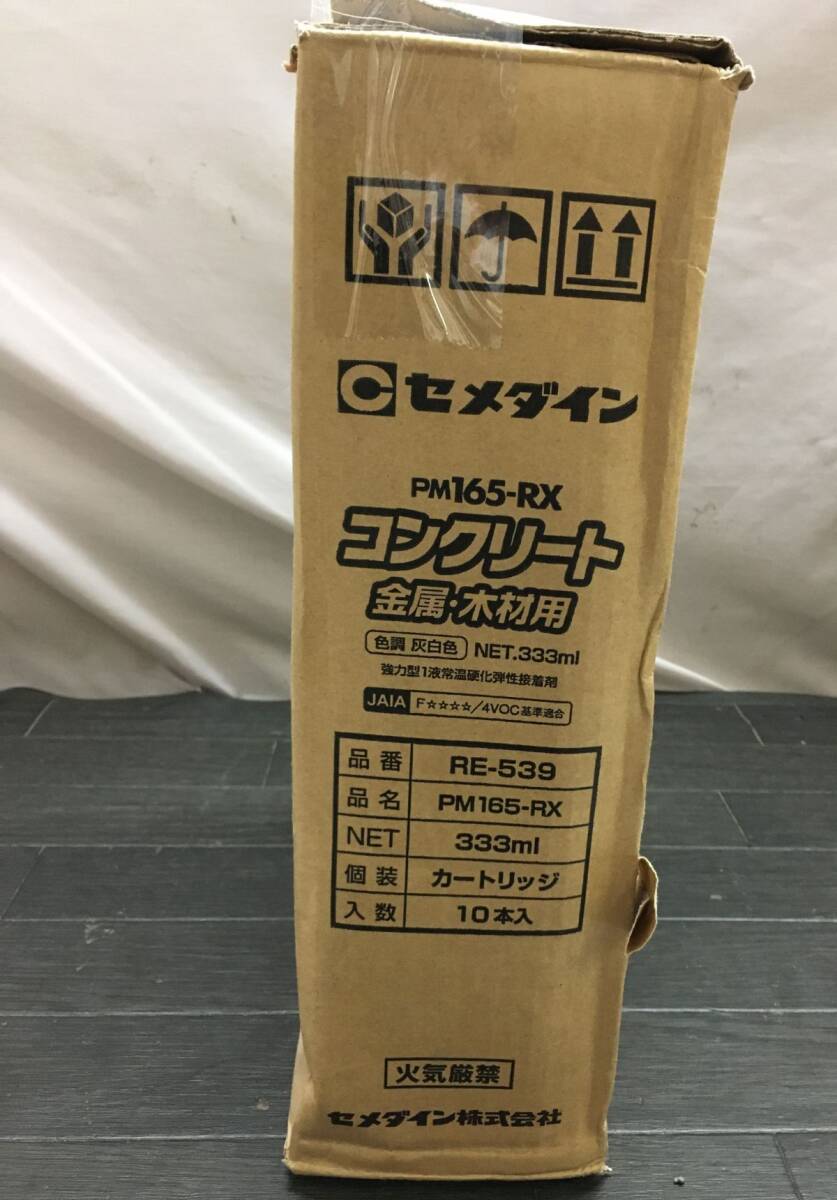 セメダイン
PM165-RX
コンクリート
金属・木材用
色調 灰白色 NET.333ml
強力型1液常温硬化弾性接着剤
JAIA F☆☆☆☆/4VOC基準適合
品番 RE-539
品名 PM165-RX
NET 333ml
個装 カートリッジ
入数 10本入
火気厳禁
セメダイン株式会社